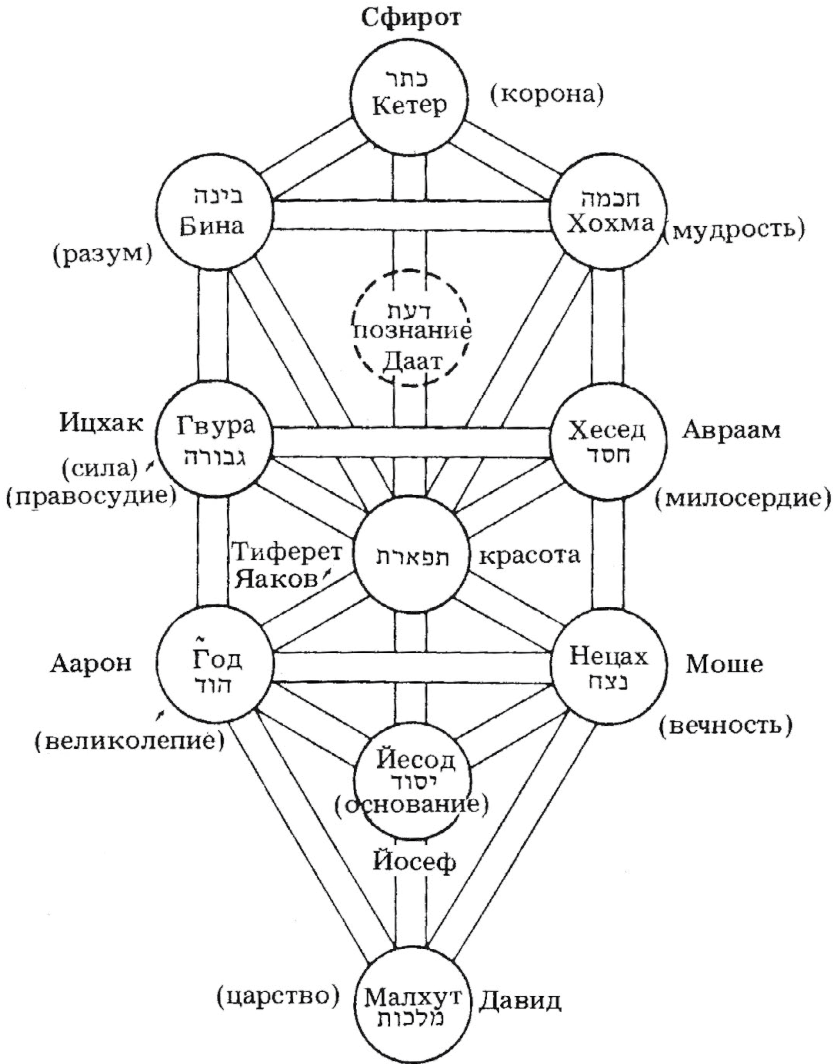 Сфирот
כתר
Кетер
(корона)
בינה
Бина
(разум)
חכמה
Хохма
(мудрость)
דעת
познание
Даат
Ицхак
Гвура
גבורה
(сила)
(правосудие)
Хесед
חסד
Авраам
(милосердие)
Тиферет
Яаков
תפארת
красота
Аарон
Г̃од
הוד
(великолепие)
Нецах
נצח
Моше
(вечность)
Йесод
יסוד
(основание)
Йосеф
(царство)
Малхут
מלכות
Давид